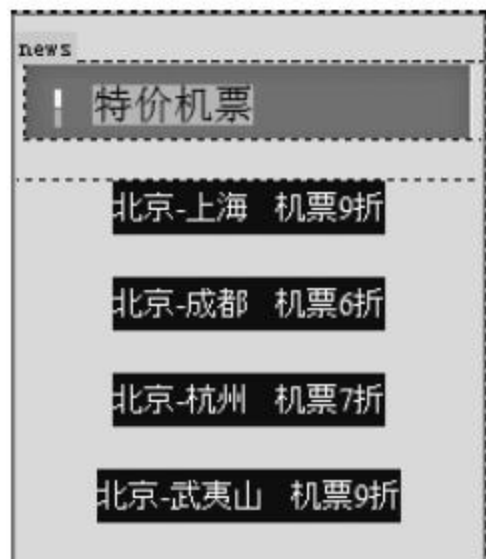 news
特价机票
北京-上海 机票9折
北京-成都 机票6折
北京-杭州 机票7折
北京-武夷山 机票9折